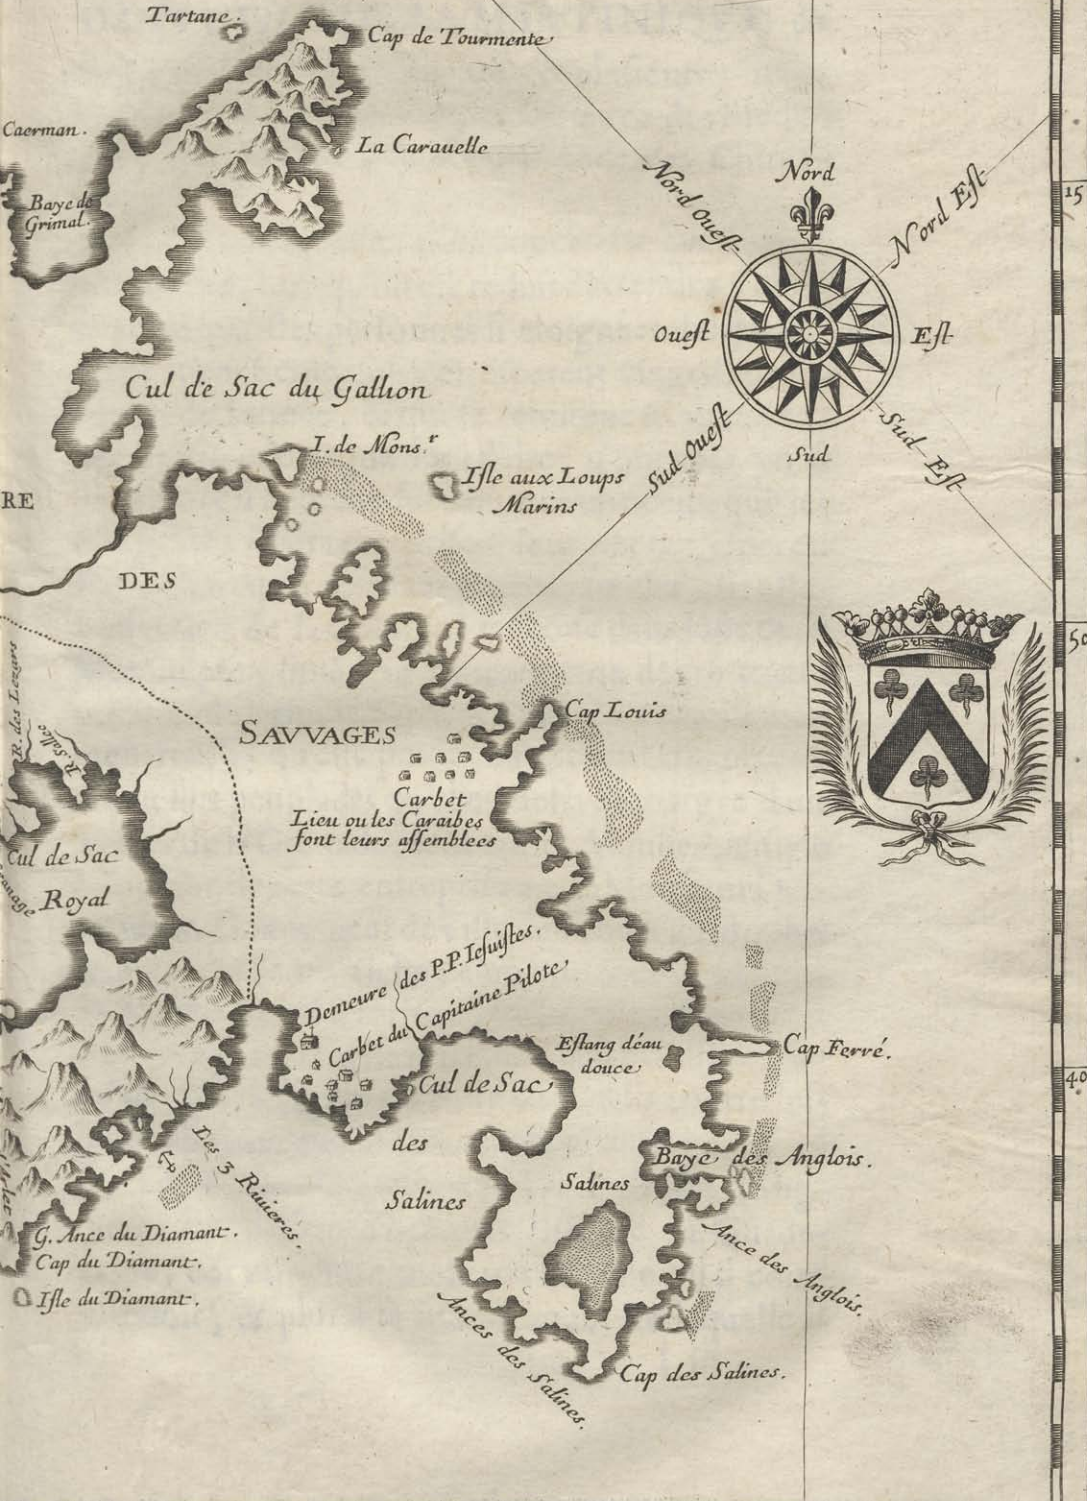 Tartane.
Cap de Tourmente
Caerman.
La Carauelle
Nord
Nord Ouest
Nord Est
15
Baye de
Grimal.
Ouest
Est
Cul de Sac du Gallion
Sud Ouest
Sud Est
Sud
I. de Mons.r
Isle aux Loups
Marins
RE
DES
50
R. des Lezars
R. Sallee
SAVVAGES
Cap Louis
Carbet
Lieu ou les Caraibes
font leurs assemblees
Cul de Sac
Royal
Demeure des P.P. Iesuistes.
Carbet du Capitaine Pilote
Estang déau
douce
Cap Ferré.
40
Cul de Sac
des
Salines
Les 3 Riuieres.
Baye des Anglois.
Salines
Ance des Anglois.
G. Ance du Diamant.
Cap du Diamant.
Isle du Diamant.
Ances des Salines.
Cap des Salines.